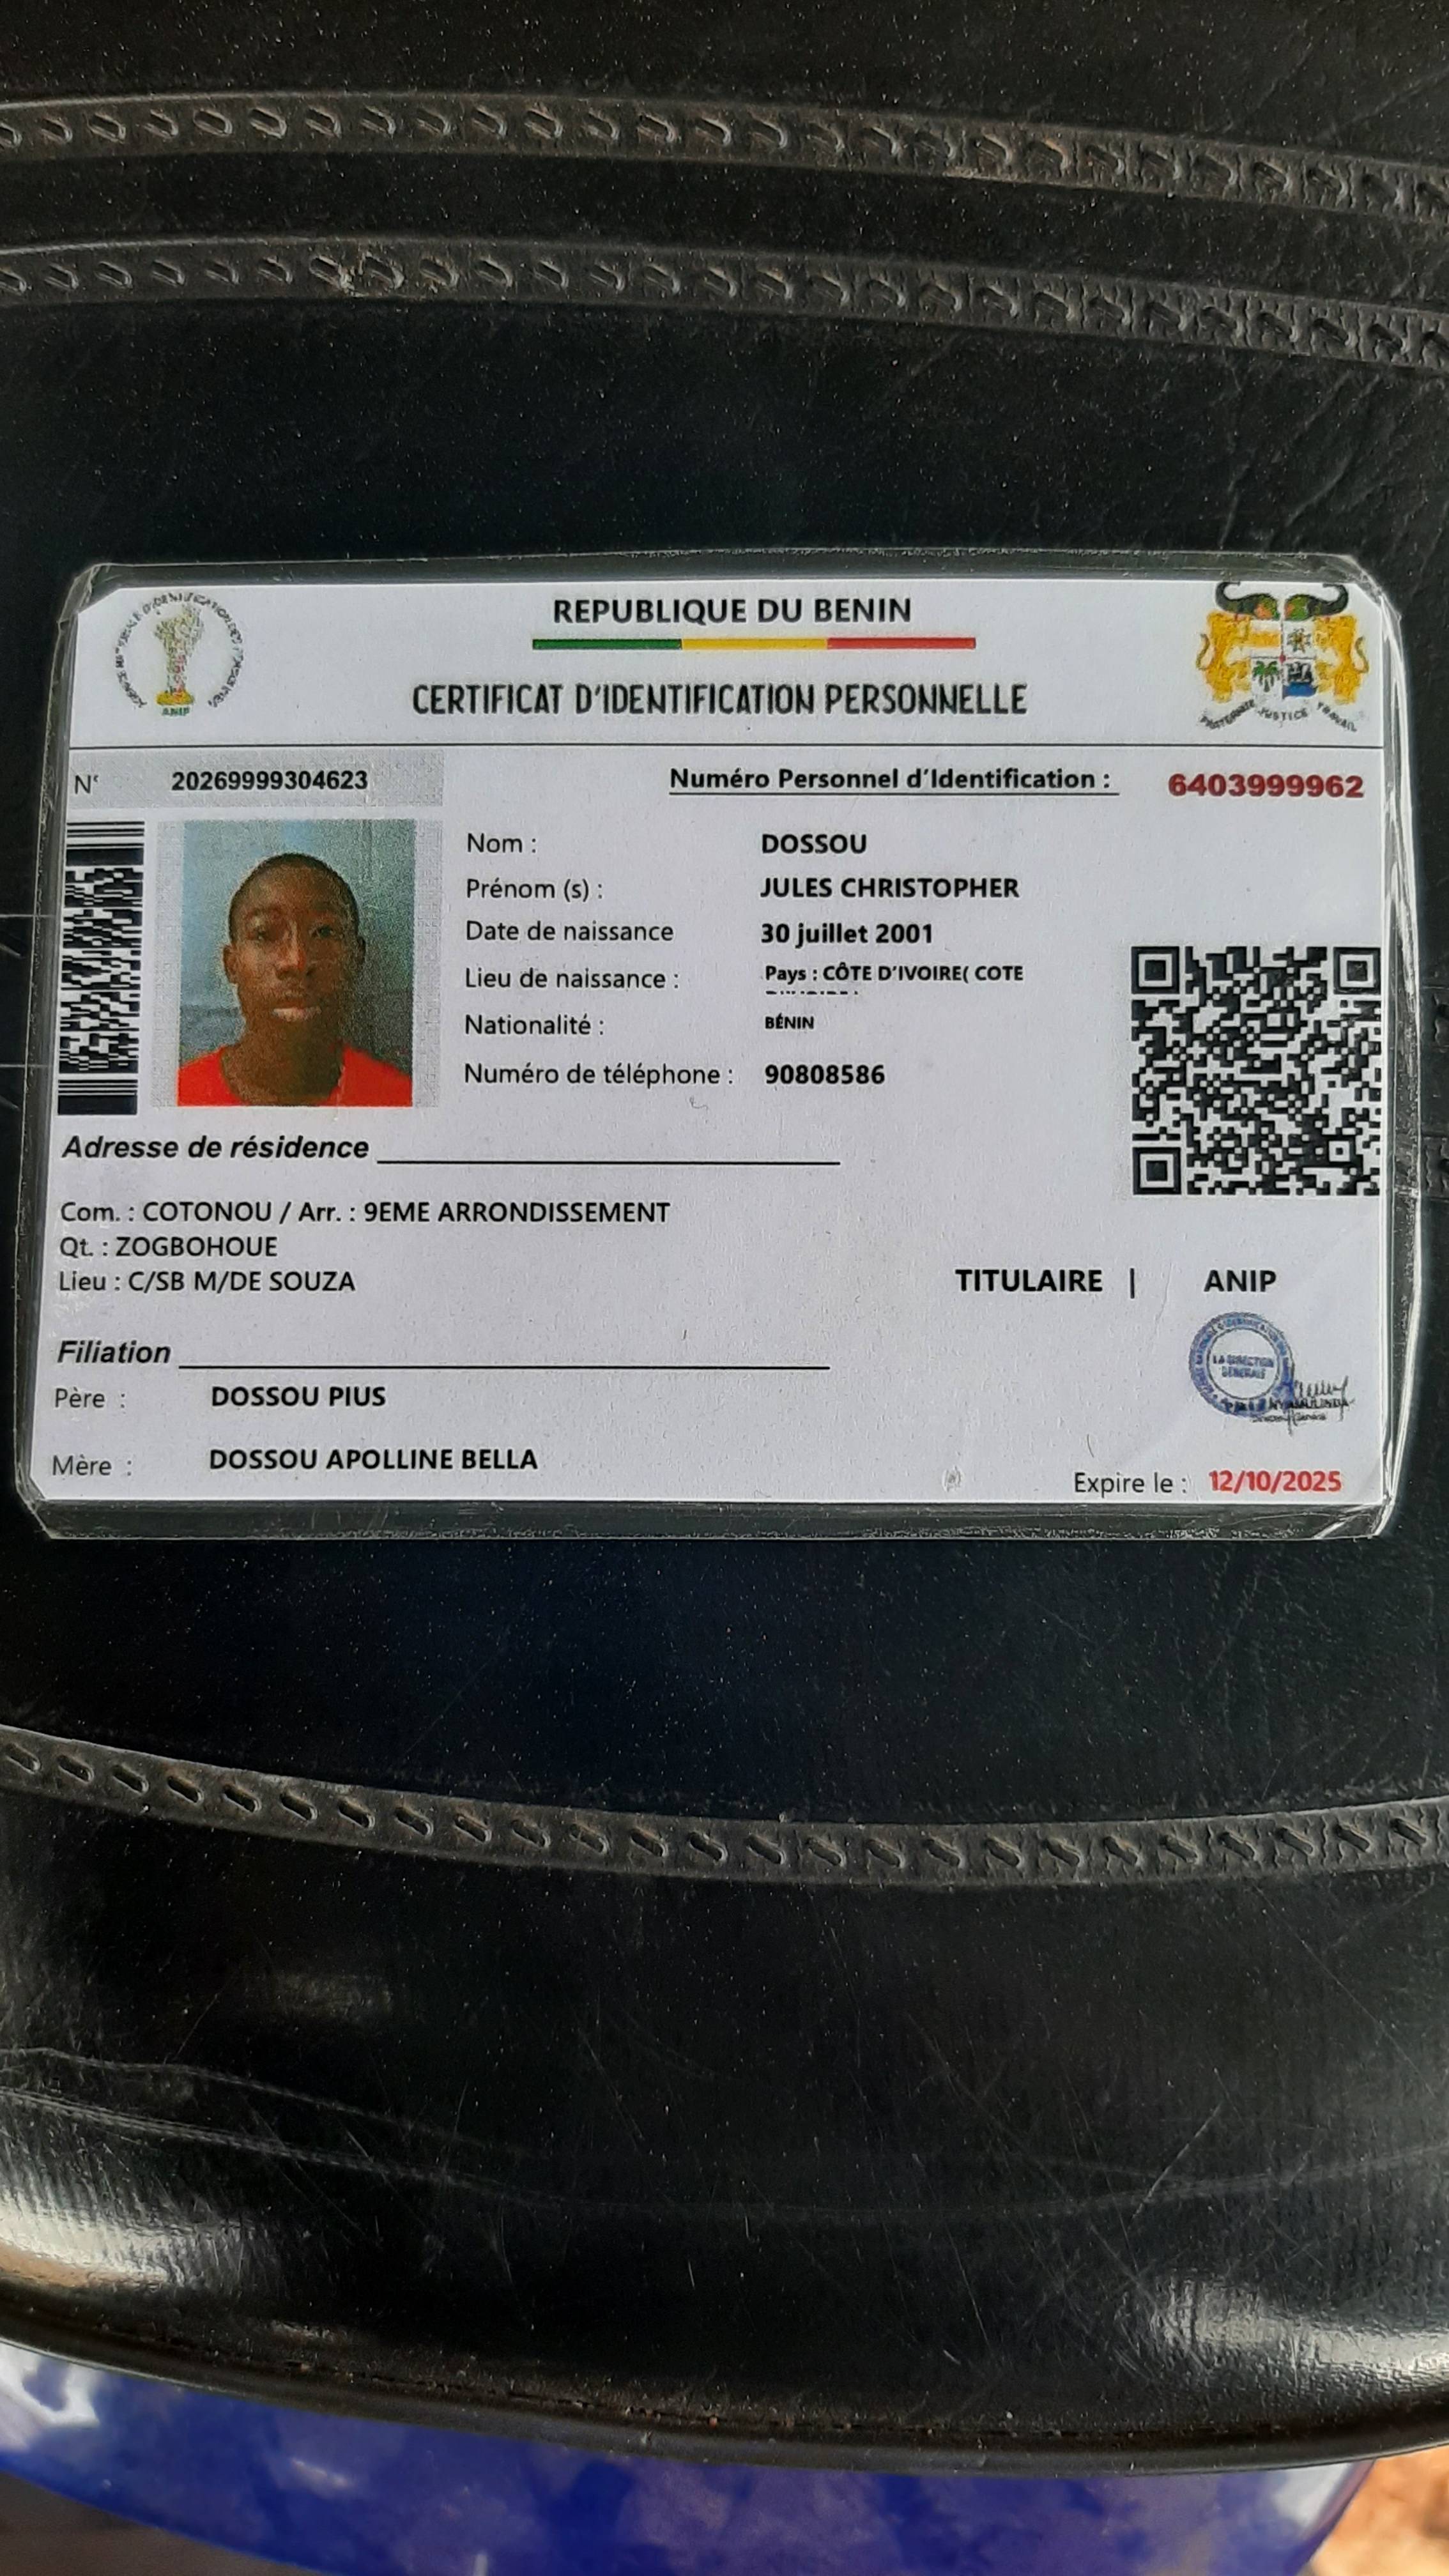 REPUBLIQUE DU BENIN
CERTIFICAT D'IDENTIFICATION PERSONNELLE
ANIP
FRATERNITE JUSTICE TRAVAIL
N° 20269999304623
Numéro Personnel d'Identification : 6403999962
Nom : DOSSOU
Prénom (s) : JULES CHRISTOPHER
Date de naissance 30 juillet 2001
Lieu de naissance : Pays : CÔTE D'IVOIRE( COTE
Nationalité : BÉNIN
Numéro de téléphone : 90808586
Adresse de résidence
Com. : COTONOU / Arr. : 9EME ARRONDISSEMENT
Qt. : ZOGBOHOUE
Lieu : C/SB M/DE SOUZA
TITULAIRE | ANIP
LA DIRECTION
GENERALE
Filiation
Père : DOSSOU PIUS
Mère : DOSSOU APOLLINE BELLA
Expire le : 12/10/2025